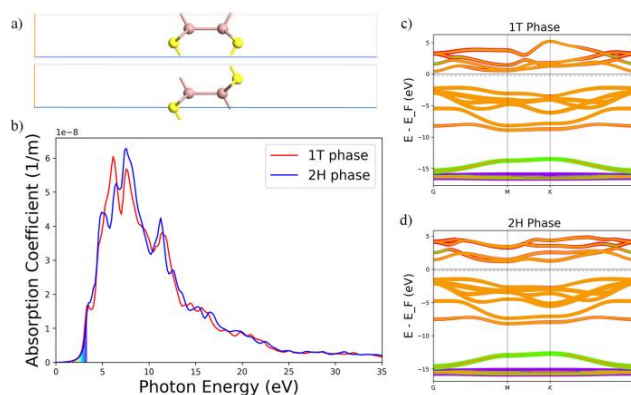 a)
b)
1e-8
Absorption Coefficient (1/m)
6
5
4
3
2
1
0
1T phase
2H phase
0 5 10 15 20 25 30 35
Photon Energy (eV)
c)
1T Phase
E - E_F (eV)
5
0
−5
−10
−15
G M K G
d)
2H Phase
E - E_F (eV)
5
0
−5
−10
−15
G M K G